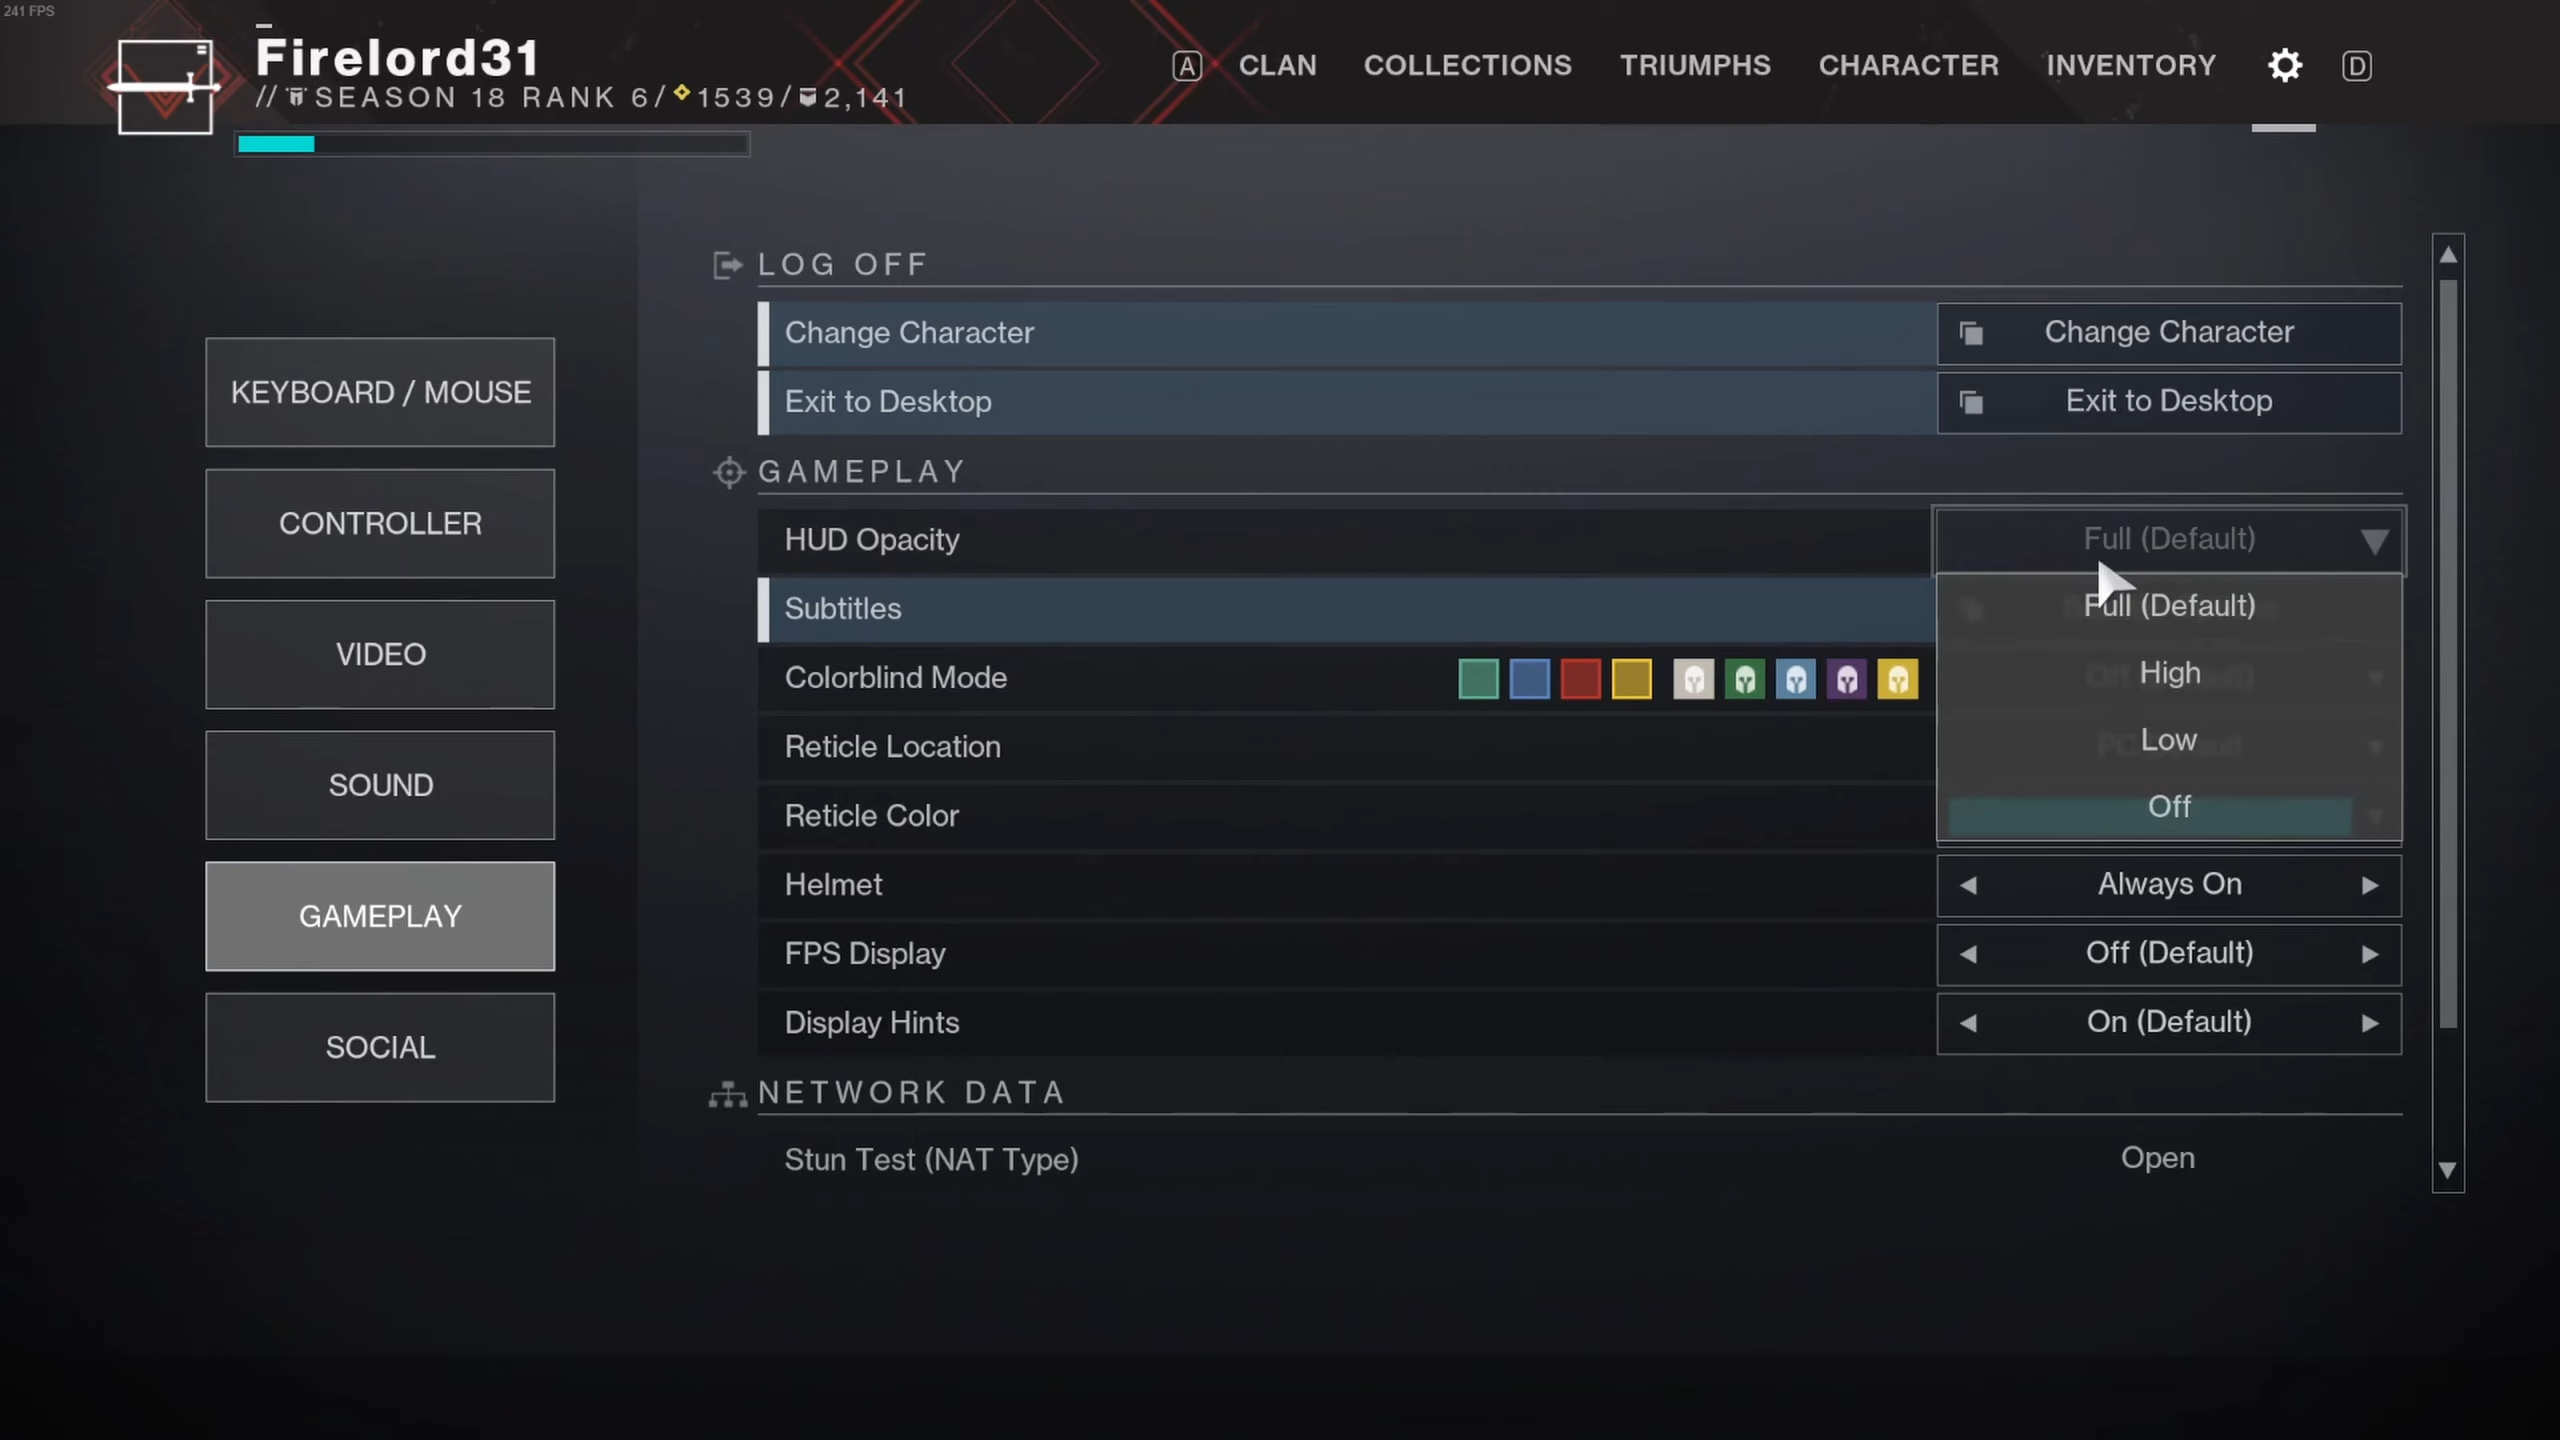 241 FPS
Firelord31
// SEASON 18 RANK 6/ 1539/ 2,141
A CLAN COLLECTIONS TRIUMPHS CHARACTER INVENTORY D
LOG OFF
Change Character Change Character
Exit to Desktop Exit to Desktop
GAMEPLAY
HUD Opacity Full (Default)
Full (Default)
Subtitles
High
Colorblind Mode
Low
Reticle Location
Off
Reticle Color
Helmet Always On
FPS Display Off (Default)
Display Hints On (Default)
NETWORK DATA
Stun Test (NAT Type) Open
KEYBOARD / MOUSE
CONTROLLER
VIDEO
SOUND
GAMEPLAY
SOCIAL